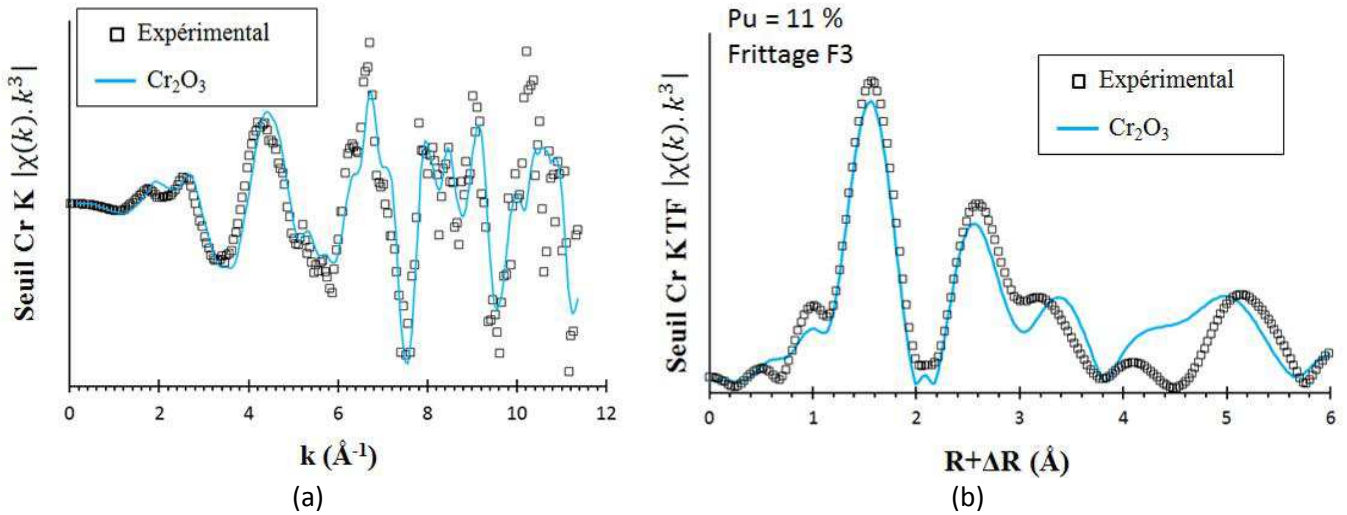 Expérimental
Cr₂O₃
Seuil Cr K |χ(k).k³|
0 2 4 6 8 10 12
k (Å⁻¹)
(a)
Pu = 11 %
Frittage F3
Expérimental
Cr₂O₃
Seuil Cr KTF |χ(k).k³|
0 1 2 3 4 5 6
R+ΔR (Å)
(b)